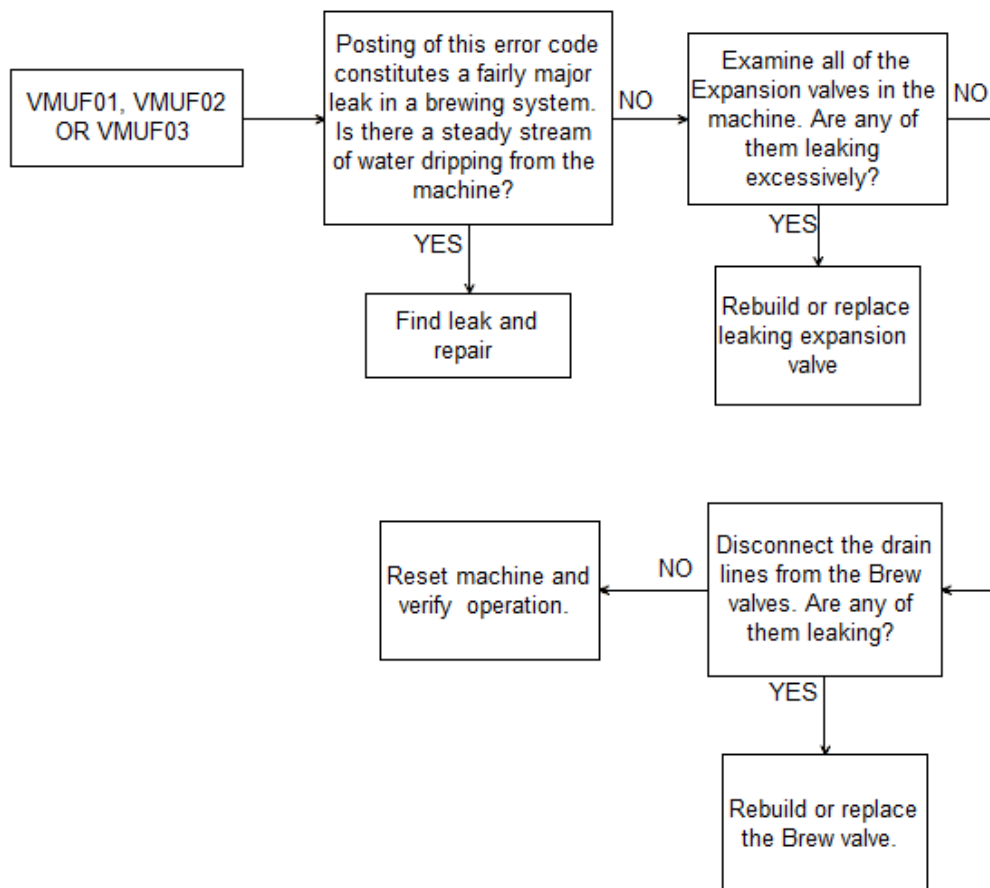 VMUF01, VMUF02
OR VMUF03
Posting of this error code
constitutes a fairly major
leak in a brewing system.
Is there a steady stream
of water dripping from the
machine?
NO
Examine all of the
Expansion valves in the
machine. Are any of
them leaking
excessively?
NO
YES
Find leak and
repair
YES
Rebuild or replace
leaking expansion
valve
Disconnect the drain
lines from the Brew
valves. Are any of
them leaking?
NO
Reset machine and
verify operation.
YES
Rebuild or replace
the Brew valve.